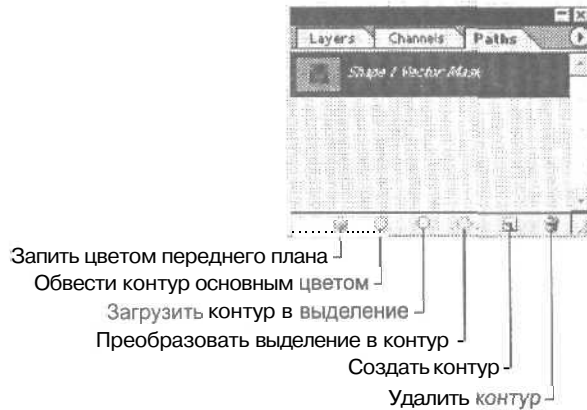 Layers Channels Paths
Shape 1 Vector Mask
Запить цветом переднего плана
Обвести контур основным цветом
Загрузить контур в выделение
Преобразовать выделение в контур
Создать контур
Удалить контур